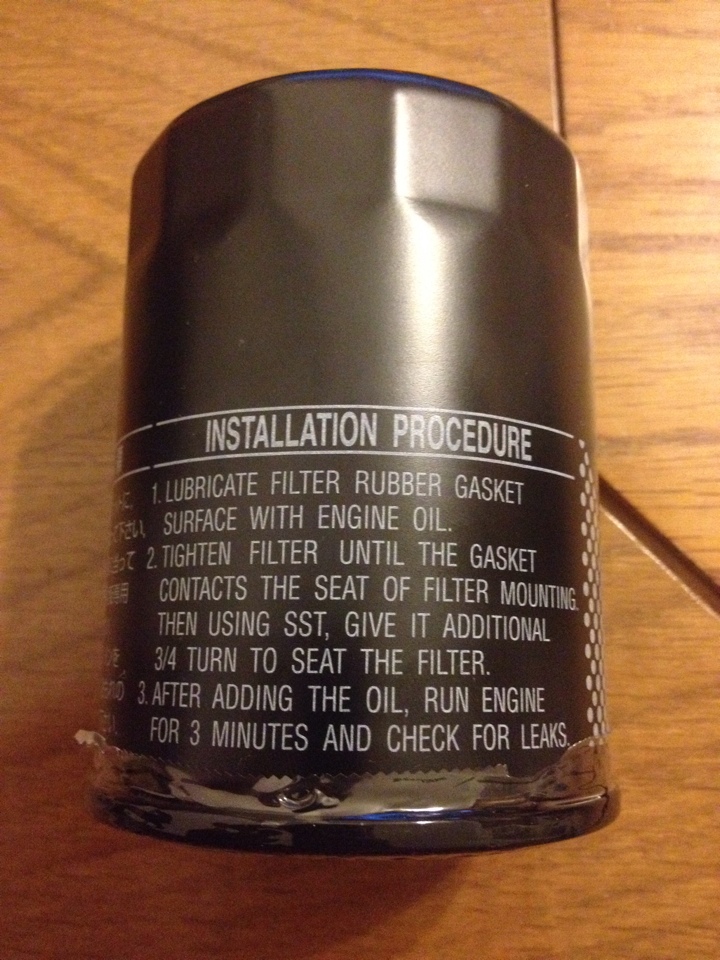 INSTALLATION PROCEDURE
1. LUBRICATE FILTER RUBBER GASKET
SURFACE WITH ENGINE OIL.
2. TIGHTEN FILTER UNTIL THE GASKET
CONTACTS THE SEAT OF FILTER MOUNTING.
THEN USING SST, GIVE IT ADDITIONAL
3/4 TURN TO SEAT THE FILTER.
3. AFTER ADDING THE OIL, RUN ENGINE
FOR 3 MINUTES AND CHECK FOR LEAKS.